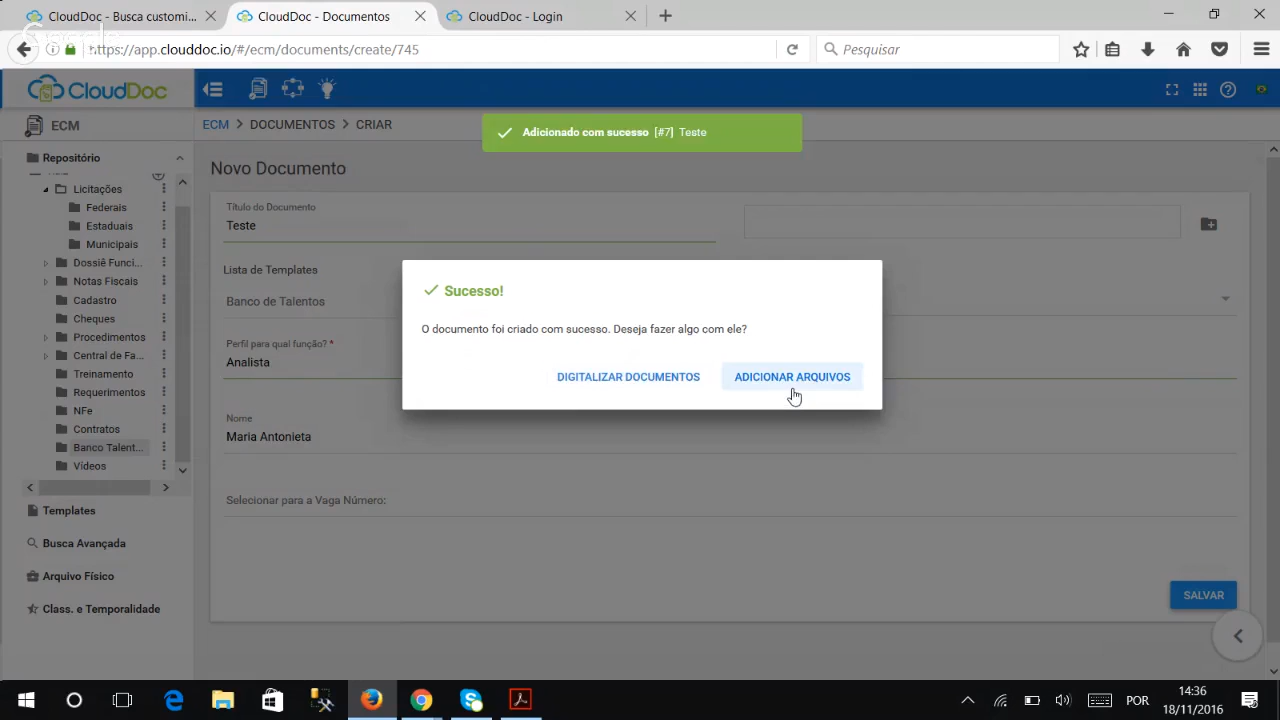 CloudDoc - Busca customi...
CloudDoc - Documentos
CloudDoc - Login
https://app.clouddoc.io/#/ecm/documents/create/745
Pesquisar
CloudDoc
ECM
ECM > DOCUMENTOS > CRIAR
Adicionado com sucesso [#7] Teste
Repositório
Licitações
Federais
Estaduais
Municipais
Dossiê Funci...
Notas Fiscais
Cadastro
Cheques
Procedimentos
Central de Fa...
Treinamento
Requerimentos
NFe
Contratos
Banco Talent...
Vídeos
Templates
Busca Avançada
Arquivo Físico
Class. e Temporalidade
Novo Documento
Título do Documento
Teste
Lista de Templates
Banco de Talentos
Perfil para qual função? *
Analista
Nome
Maria Antonieta
Selecionar para a Vaga Número:
SALVAR
Sucesso!
O documento foi criado com sucesso. Deseja fazer algo com ele?
DIGITALIZAR DOCUMENTOS
ADICIONAR ARQUIVOS
POR
14:36
18/11/2016